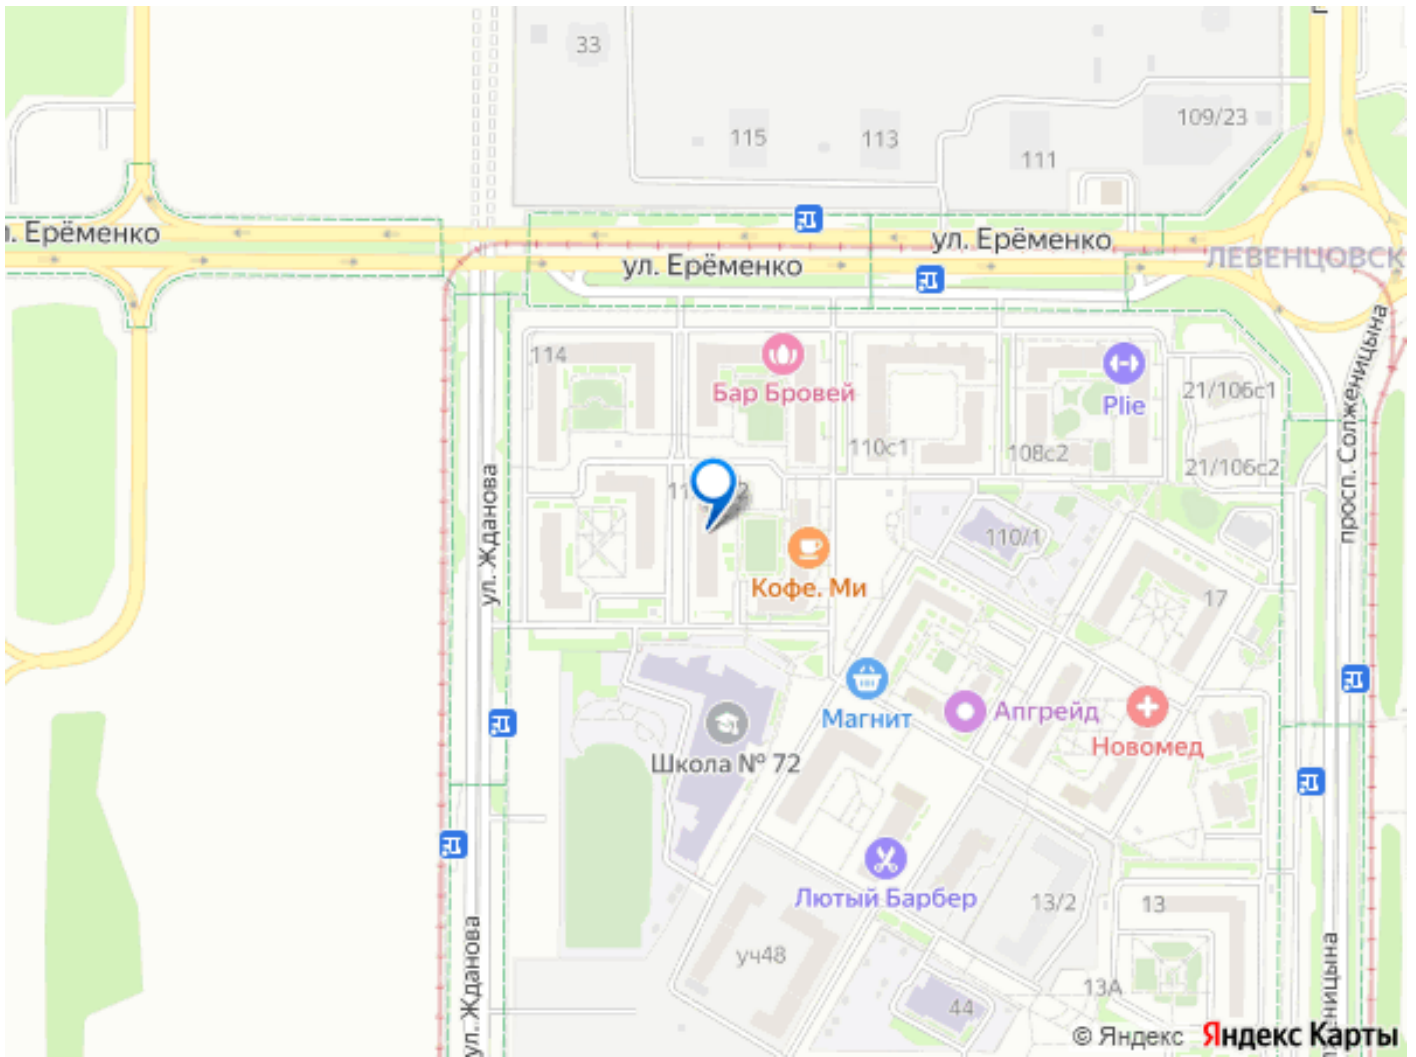 33
109/23
115
113
111
. Ерёменко
ул. Ерёменко
ул. Ерёменко
ЛЕВЕНЦОВСК
114
Бар Бровей
Plie
21/106с1
110с1
108с2
21/106с2
просп. Солженицына
ул. Жданова
110/1
Кофе. Ми
17
Магнит
Апгрейд
Новомед
Школа № 72
Лютый Барбер
13/2
13
уч48
ул. Жданова
13А
44
еницына
© Яндекс Яндекс Карты